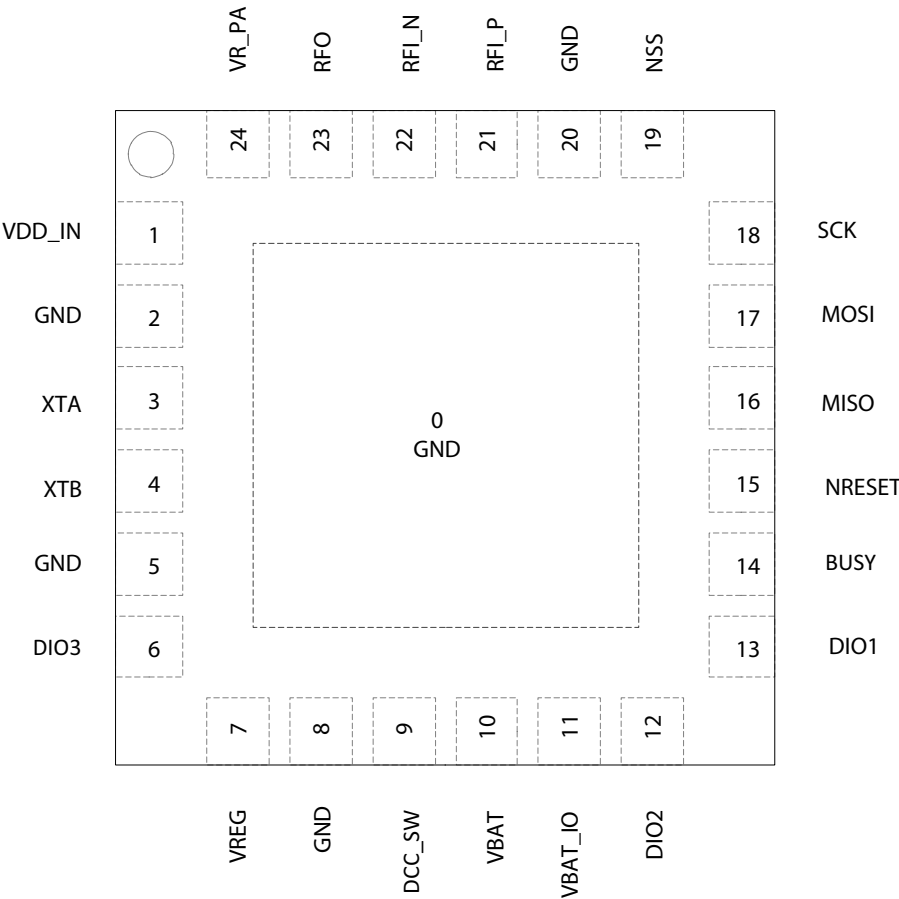 VR_PA
RFO
RFI_N
RFI_P
GND
NSS
24
23
22
21
20
19
VDD_IN 1
18 SCK
GND 2
17 MOSI
XTA 3
16 MISO
0
GND
XTB 4
15 NRESET
GND 5
14 BUSY
DIO3 6
13 DIO1
7
8
9
10
11
12
VREG
GND
DCC_SW
VBAT
VBAT_IO
DIO2